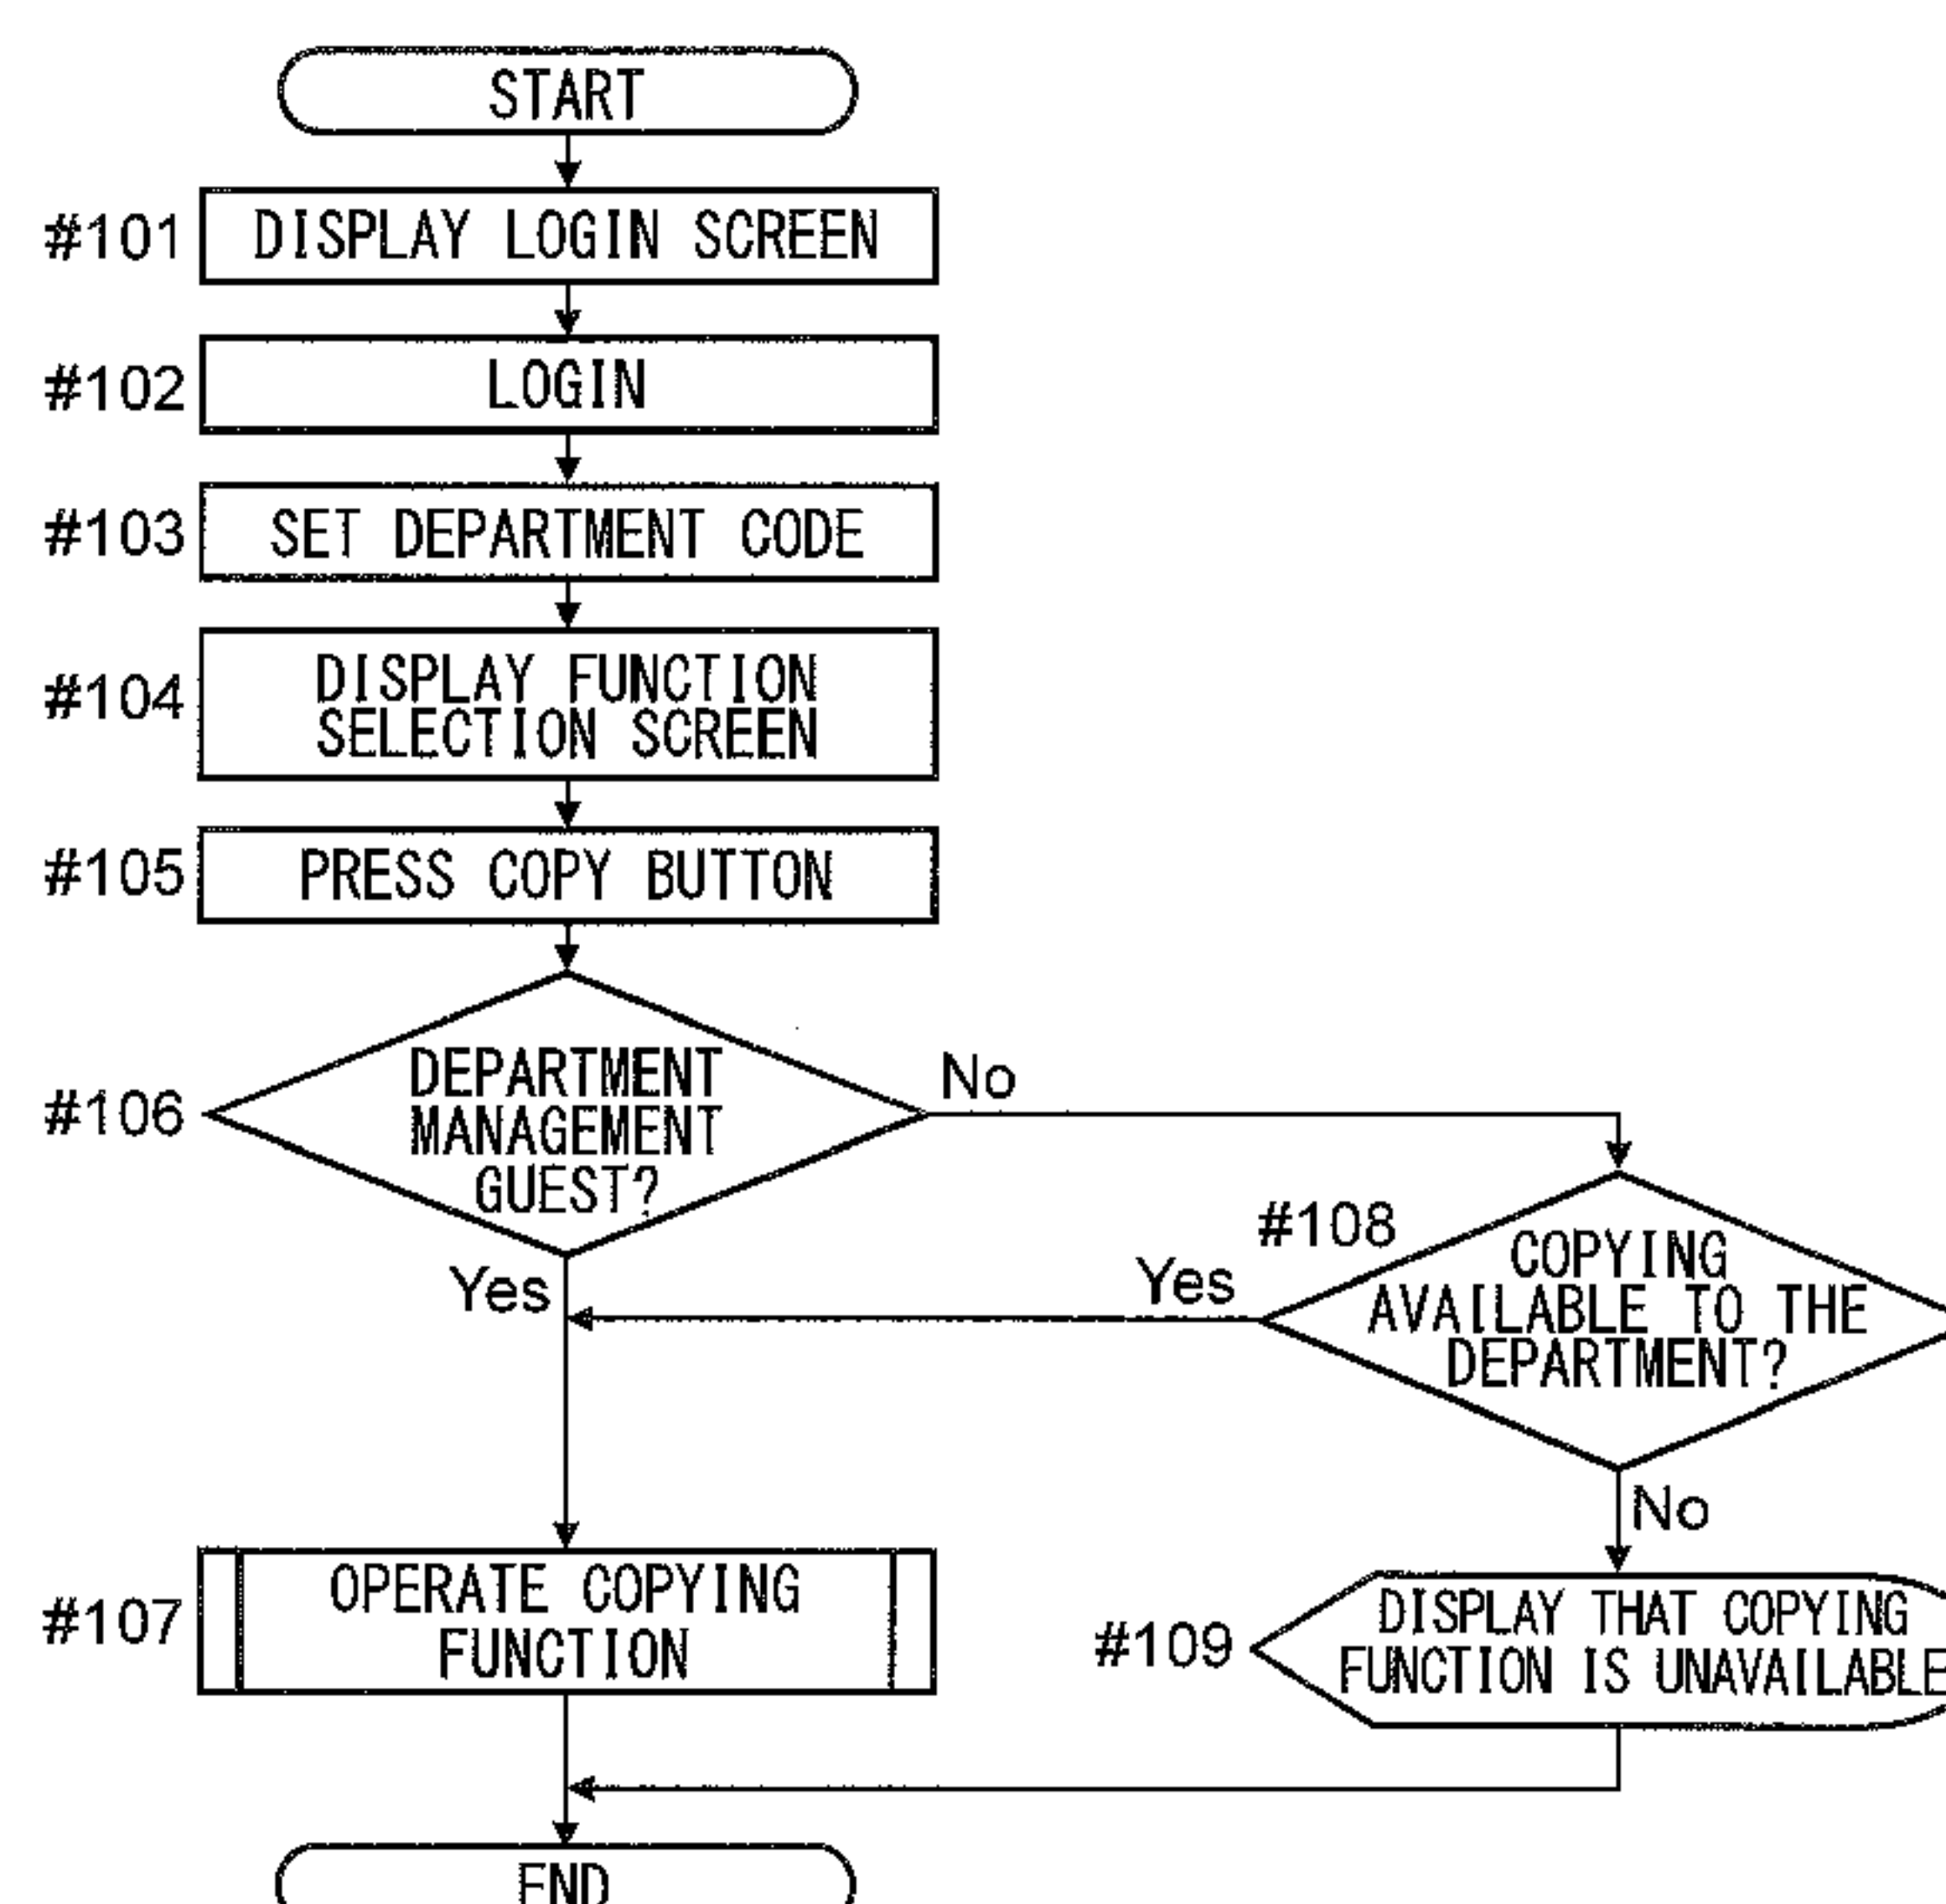 START
#101
DISPLAY LOGIN SCREEN
#102
LOGIN
#103
SET DEPARTMENT CODE
#104
DISPLAY FUNCTION
SELECTION SCREEN
#105
PRESS COPY BUTTON
#106
DEPARTMENT
MANAGEMENT
GUEST?
No
Yes
#108
COPYING
AVAILABLE TO THE
DEPARTMENT?
Yes
No
#107
OPERATE COPYING
FUNCTION
#109
DISPLAY THAT COPYING
FUNCTION IS UNAVAILABLE
END